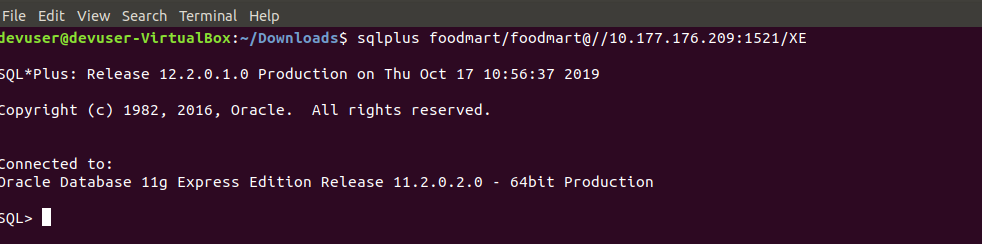 File Edit View Search Terminal Help
devuser@devuser-VirtualBox:~/Downloads$ sqlplus foodmart/foodmart@//10.177.176.209:1521/XE
SQL*Plus: Release 12.2.0.1.0 Production on Thu Oct 17 10:56:37 2019
Copyright (c) 1982, 2016, Oracle.  All rights reserved.
Connected to:
Oracle Database 11g Express Edition Release 11.2.0.2.0 - 64bit Production
SQL>